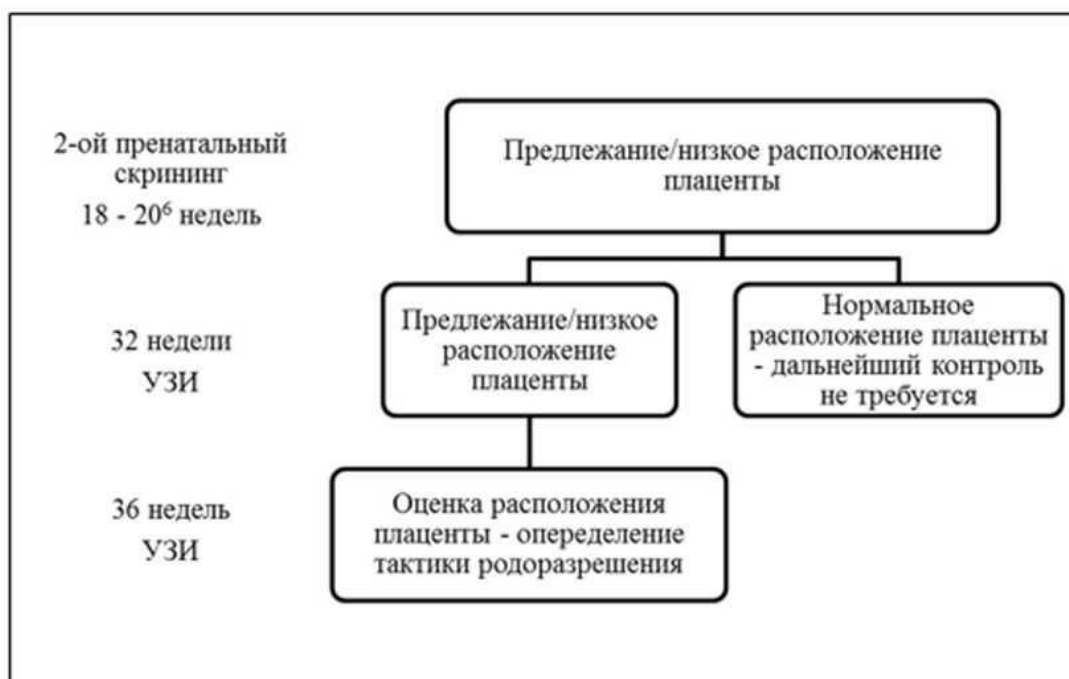 2-ой пренатальный
скрининг
18 - 20⁶ недель
Предлежание/низкое расположение
плаценты
32 недели
УЗИ
Предлежание/низкое
расположение
плаценты
Нормальное
расположение плаценты
- дальнейший контроль
не требуется
36 недель
УЗИ
Оценка расположения
плаценты - опеределение
тактики родоразрешения